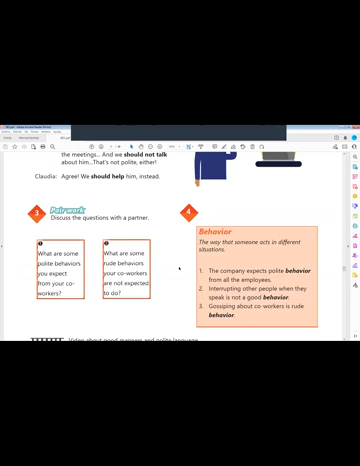 the meetings... And we should not talk
about him...That's not polite, either!
Claudia: Agree! We should help him, instead.
3
Pair work
Discuss the questions with a partner.
4
Behavior
The way that someone acts in different
situations.
1. The company expects polite behavior
from all the employees.
2. Interrupting other people when they
speak is not a good behavior.
3. Gossiping about co-workers is rude
behavior.
1
What are some
polite behaviors
you expect
from your co-
workers?
2
What are some
rude behaviors
your co-workers
are not expected
to do?
Video about good manners and polite language